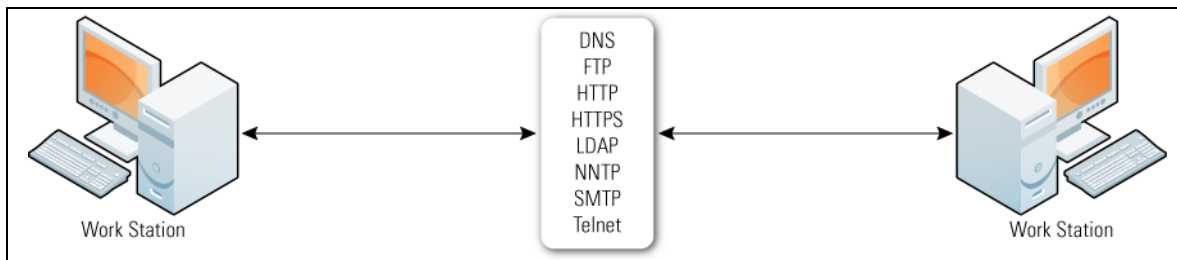 DNS
FTP
HTTP
HTTPS
LDAP
NNTP
SMTP
Telnet
Work Station
Work Station